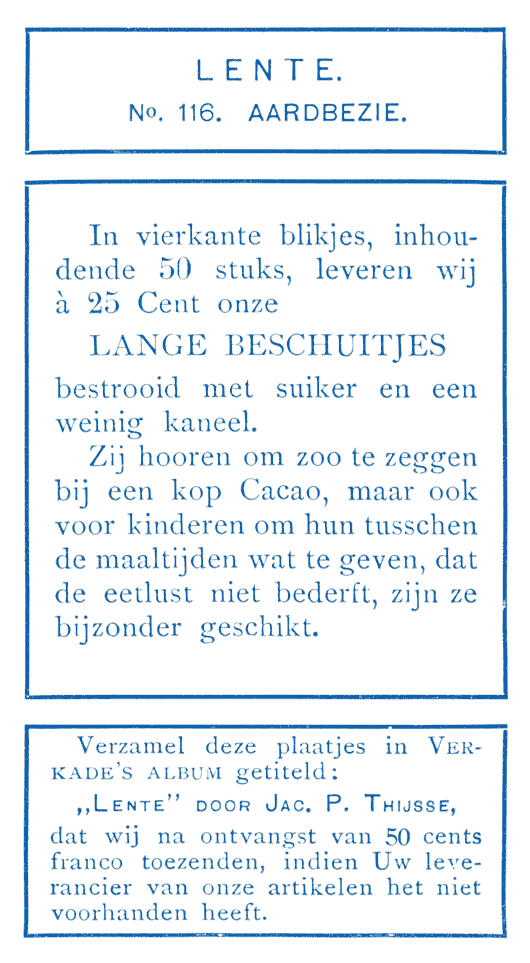 LENTE.
No. 116. AARDBEZIE.
In vierkante blikjes, inhou-
dende 50 stuks, leveren wij
à 25 Cent onze
LANGE BESCHUITJES
bestrooid met suiker en een
weinig kaneel.
Zij hooren om zoo te zeggen
bij een kop Cacao, maar ook
voor kinderen om hun tusschen
de maaltijden wat te geven, dat
de eetlust niet bederft, zijn ze
bijzonder geschikt.
Verzamel deze plaatjes in VER-
KADE'S ALBUM getiteld:
„LENTE” DOOR JAC. P. THIJSSE,
dat wij na ontvangst van 50 cents
franco toezenden, indien Uw leve-
rancier van onze artikelen het niet
voorhanden heeft.